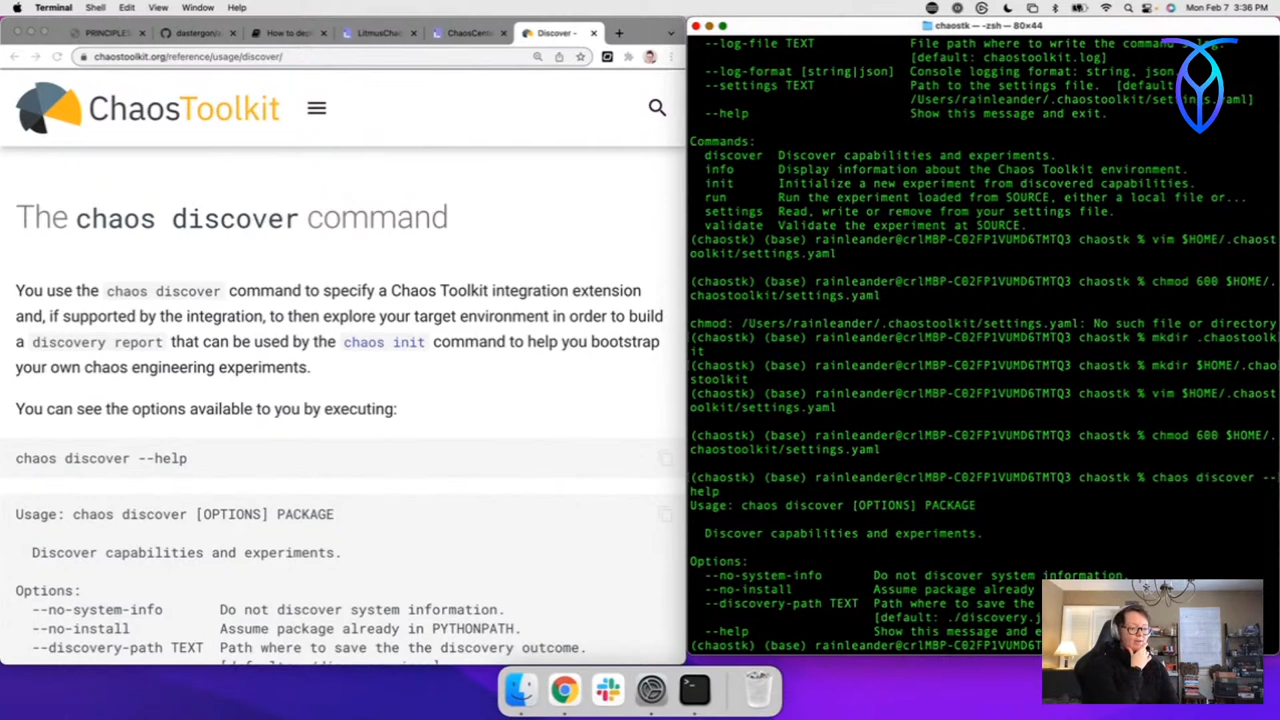 Terminal Shell Edit View Window Help
Mon Feb 7 3:36 PM
PRINCIPLES
dastergon/
How to dep
LitmusChao
ChaosCente
Discover -
chaostoolkit.org/reference/usage/discover/
ChaosToolkit
The chaos discover command
You use the chaos discover command to specify a Chaos Toolkit integration extension
and, if supported by the integration, to then explore your target environment in order to build
a discovery report that can be used by the chaos init command to help you bootstrap
your own chaos engineering experiments.
You can see the options available to you by executing:
chaos discover --help
Usage: chaos discover [OPTIONS] PACKAGE
Discover capabilities and experiments.
Options:
--no-system-info Do not discover system information.
--no-install Assume package already in PYTHONPATH.
--discovery-path TEXT Path where to save the the discovery outcome.
chaostk — -zsh — 80×44
--log-file TEXT File path where to write the command's log.
[default: chaostoolkit.log]
--log-format [string|json] Console logging format: string, json.
--settings TEXT Path to the settings file. [default:
/Users/rainleander/.chaostoolkit/settings.yaml]
--help Show this message and exit.
Commands:
discover Discover capabilities and experiments.
info Display information about the Chaos Toolkit environment.
init Initialize a new experiment from discovered capabilities.
run Run the experiment loaded from SOURCE, either a local file or...
settings Read, write or remove from your settings file.
validate Validate the experiment at SOURCE.
(chaostk) (base) rainleander@crlMBP-C02FP1VUMD6TMTQ3 chaostk % vim $HOME/.chaost
oolkit/settings.yaml
(chaostk) (base) rainleander@crlMBP-C02FP1VUMD6TMTQ3 chaostk % chmod 600 $HOME/.
chaostoolkit/settings.yaml
chmod: /Users/rainleander/.chaostoolkit/settings.yaml: No such file or directory
(chaostk) (base) rainleander@crlMBP-C02FP1VUMD6TMTQ3 chaostk % mkdir .chaostoolk
it
(chaostk) (base) rainleander@crlMBP-C02FP1VUMD6TMTQ3 chaostk % mkdir $HOME/.chao
stoolkit
(chaostk) (base) rainleander@crlMBP-C02FP1VUMD6TMTQ3 chaostk % vim $HOME/.chaost
oolkit/settings.yaml
(chaostk) (base) rainleander@crlMBP-C02FP1VUMD6TMTQ3 chaostk % chmod 600 $HOME/.
chaostoolkit/settings.yaml
(chaostk) (base) rainleander@crlMBP-C02FP1VUMD6TMTQ3 chaostk % chaos discover --
help
Usage: chaos discover [OPTIONS] PACKAGE
Discover capabilities and experiments.
Options:
--no-system-info Do not discover system information.
--no-install Assume package already
--discovery-path TEXT Path where to save the
[default: ./discovery.j
--help Show this message and e
(chaostk) (base) rainleander@crlMBP-C02FP1VUMD6TMTQ3